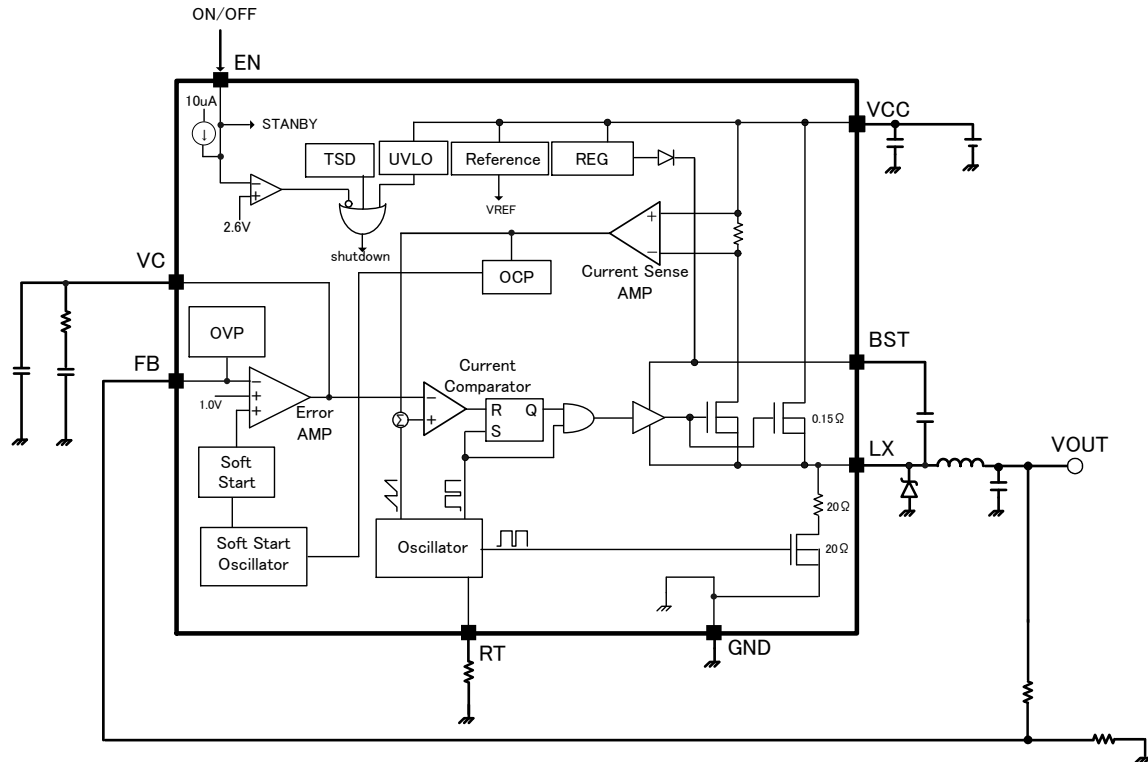 ON/OFF
EN
10uA
STANBY
VCC
TSD
UVLO
Reference
REG
2.6V
VREF
shutdown
+
−
−
+
VC
OCP
Current Sense
AMP
OVP
BST
FB
Current
Comparator
−
+
+
1.0V
Error
AMP
−
+
Σ
R
Q
S
0.15Ω
LX
VOUT
Soft
Start
20Ω
Soft Start
Oscillator
Oscillator
20Ω
RT
GND